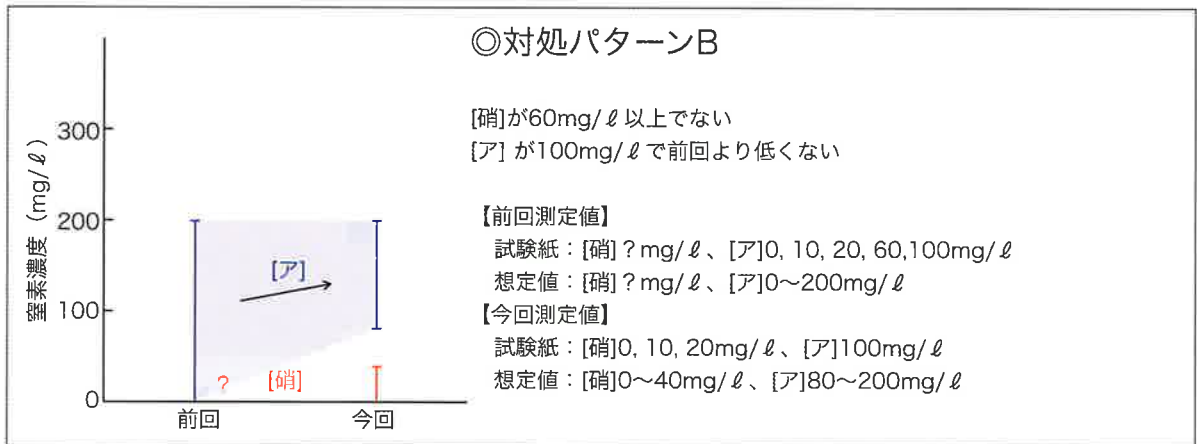 ◎対処パターンB
[硝]が60mg/ℓ以上でない
[ア] が100mg/ℓで前回より低くない
【前回測定値】
試験紙：[硝]？mg/ℓ、[ア]0, 10, 20, 60,100mg/ℓ
想定値：[硝]？mg/ℓ、[ア]0〜200mg/ℓ
【今回測定値】
試験紙：[硝]0, 10, 20mg/ℓ、[ア]100mg/ℓ
想定値：[硝]0〜40mg/ℓ、[ア]80〜200mg/ℓ
窒素濃度（mg/ℓ）
300
200
100
0
[ア]
？ [硝]
前回 今回